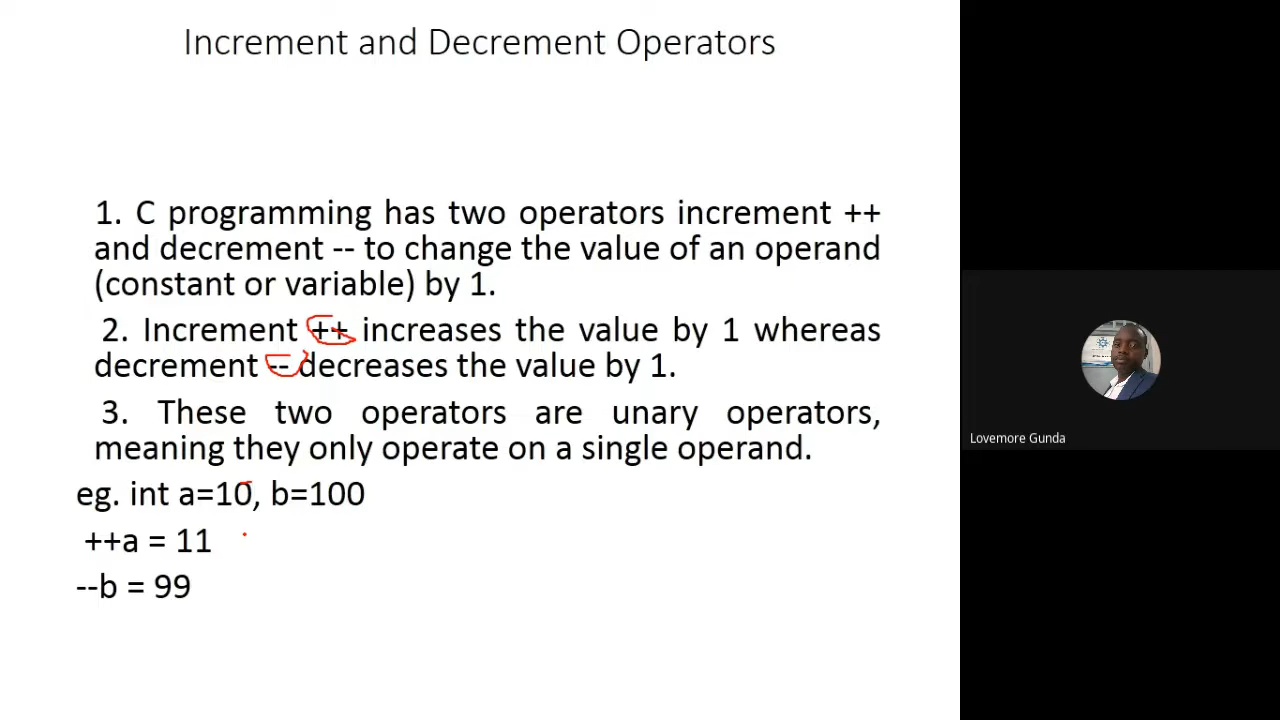 Increment and Decrement Operators
1. C programming has two operators increment ++
and decrement -- to change the value of an operand
(constant or variable) by 1.
2. Increment ++ increases the value by 1 whereas
decrement -- decreases the value by 1.
3. These two operators are unary operators,
meaning they only operate on a single operand.
eg. int a=10, b=100
++a = 11
--b = 99
Lovemore Gunda